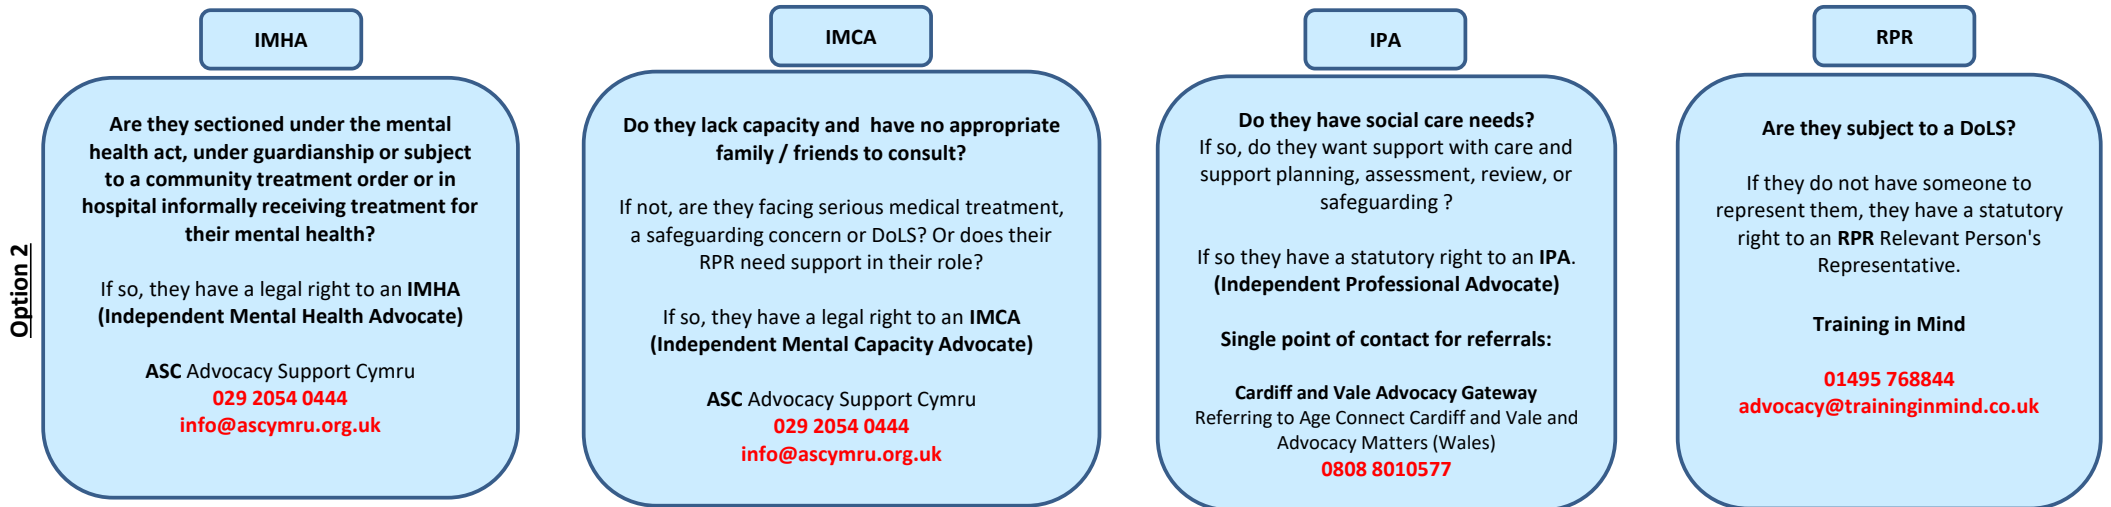 Option 2
IMHA
Are they sectioned under the mental
health act, under guardianship or subject
to a community treatment order or in
hospital informally receiving treatment for
their mental health?
If so, they have a legal right to an IMHA
(Independent Mental Health Advocate)
ASC Advocacy Support Cymru
029 2054 0444
info@ascymru.org.uk
IMCA
Do they lack capacity and have no appropriate
family / friends to consult?
If not, are they facing serious medical treatment,
a safeguarding concern or DoLS? Or does their
RPR need support in their role?
If so, they have a legal right to an IMCA
(Independent Mental Capacity Advocate)
ASC Advocacy Support Cymru
029 2054 0444
info@ascymru.org.uk
IPA
Do they have social care needs?
If so, do they want support with care and
support planning, assessment, review, or
safeguarding ?
If so they have a statutory right to an IPA.
(Independent Professional Advocate)
Single point of contact for referrals:
Cardiff and Vale Advocacy Gateway
Referring to Age Connect Cardiff and Vale and
Advocacy Matters (Wales)
0808 8010577
RPR
Are they subject to a DoLS?
If they do not have someone to
represent them, they have a statutory
right to an RPR Relevant Person's
Representative.
Training in Mind
01495 768844
advocacy@traininginmind.co.uk